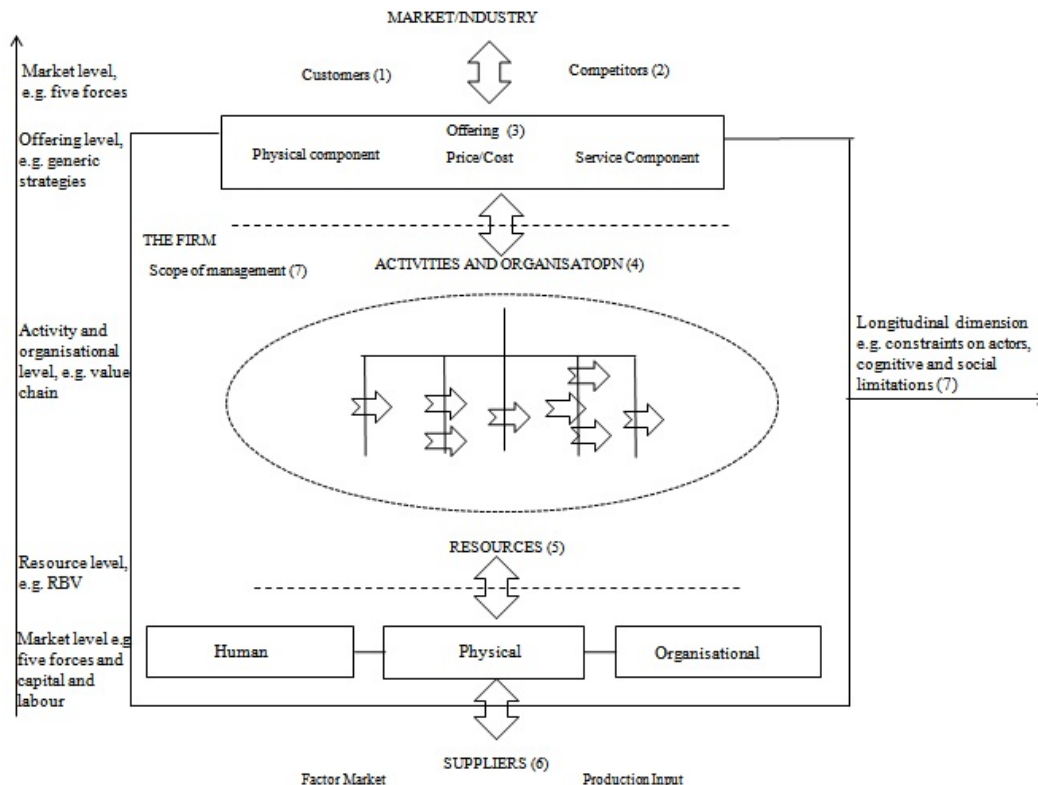 MARKET/INDUSTRY
Market level,
e.g. five forces
Customers (1)
Competitors (2)
Offering level,
e.g. generic
strategies
Offering (3)
Physical component
Price/Cost
Service Component
THE FIRM
Scope of management (7)
ACTIVITIES AND ORGANISATOPN (4)
Activity and
organisational
level, e.g. value
chain
Longitudinal dimension
e.g. constraints on actors,
cognitive and social
limitations (7)
RESOURCES (5)
Resource level,
e.g. RBV
Market level e.g
five forces and
capital and
labour
Human
Physical
Organisational
SUPPLIERS (6)
Factor Market
Production Input